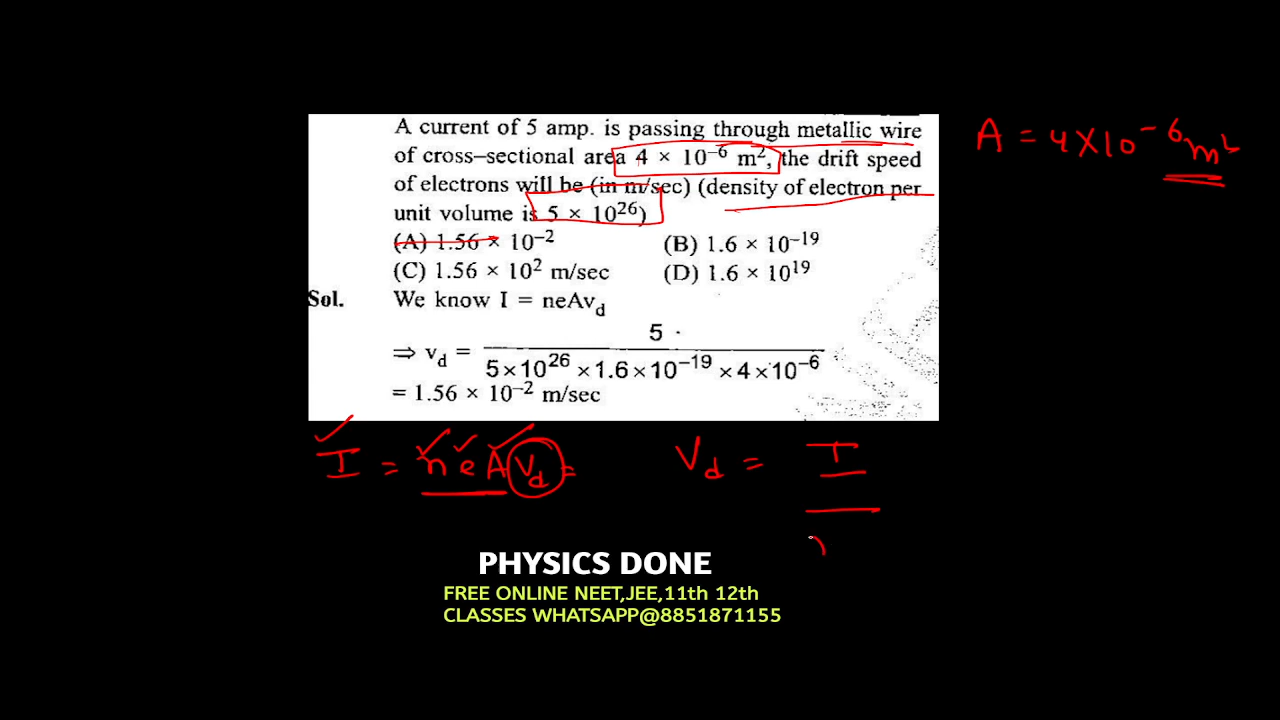 A current of 5 amp. is passing through metallic wire
of cross–sectional area 4 × 10⁻⁶ m², the drift speed
of electrons will be (in m/sec) (density of electron per
unit volume is 5 × 10²⁶)
(A) 1.56 × 10⁻² (B) 1.6 × 10⁻¹⁹
(C) 1.56 × 10² m/sec (D) 1.6 × 10¹⁹
Sol. We know I = neAv_d
⇒ v_d = 5 / (5×10²⁶ ×1.6×10⁻¹⁹ ×4×10⁻⁶)
= 1.56 × 10⁻² m/sec
A = 4×10⁻⁶ m²
I = neAV_d =
V_d = I
PHYSICS DONE
FREE ONLINE NEET,JEE,11th 12th
CLASSES WHATSAPP@8851871155